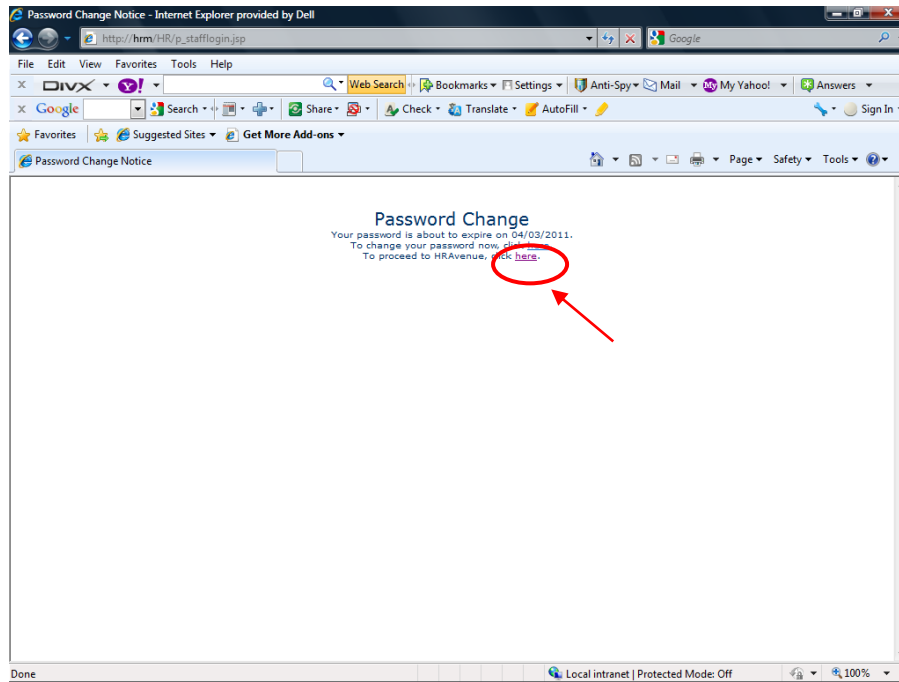 Password Change Notice - Internet Explorer provided by Dell
http://hrm/HR/p_stafflogin.jsp
Google
File Edit View Favorites Tools Help
x DIVX Y! Web Search Bookmarks Settings Anti-Spy Mail My Yahoo! Answers
x Google Search Share Check Translate AutoFill Sign In
Favorites Suggested Sites Get More Add-ons
Password Change Notice Page Safety Tools
Password Change
Your password is about to expire on 04/03/2011.
To change your password now, click here.
To proceed to HRAvenue, click here.
Done Local intranet | Protected Mode: Off 100%